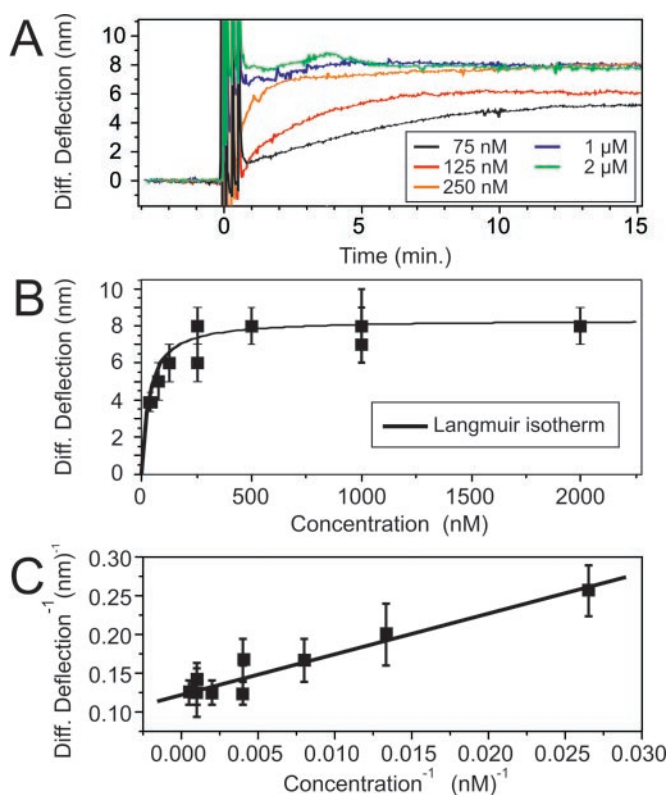 A
Diff. Deflection (nm)
10
8
6
4
2
0
75 nM
125 nM
250 nM
1 µM
2 µM
0
5
10
15
Time (min.)
B
Diff. Deflection (nm)
10
8
6
4
2
0
Langmuir isotherm
0
500
1000
1500
2000
Concentration (nM)
C
Diff. Deflection⁻¹ (nm)⁻¹
0.30
0.25
0.20
0.15
0.10
0.000
0.005
0.010
0.015
0.020
0.025
0.030
Concentration⁻¹ (nM)⁻¹